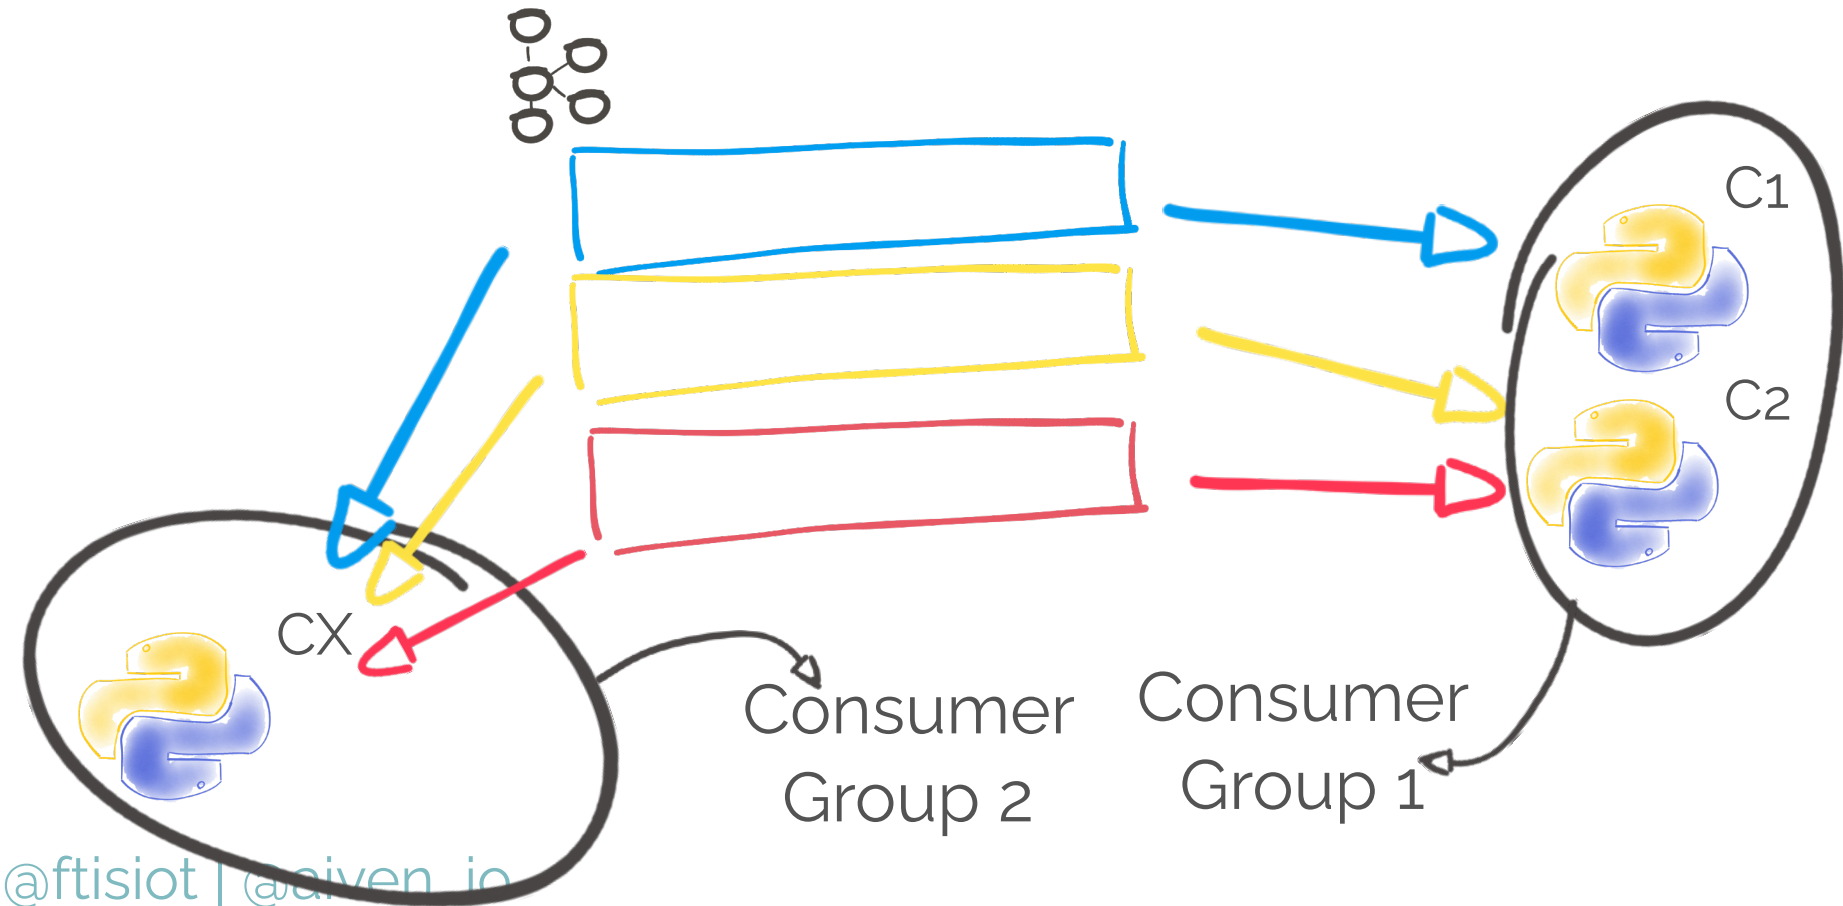 C1
C2
CX
Consumer
Group 2
Consumer
Group 1
@ftisiot | @aiven_io